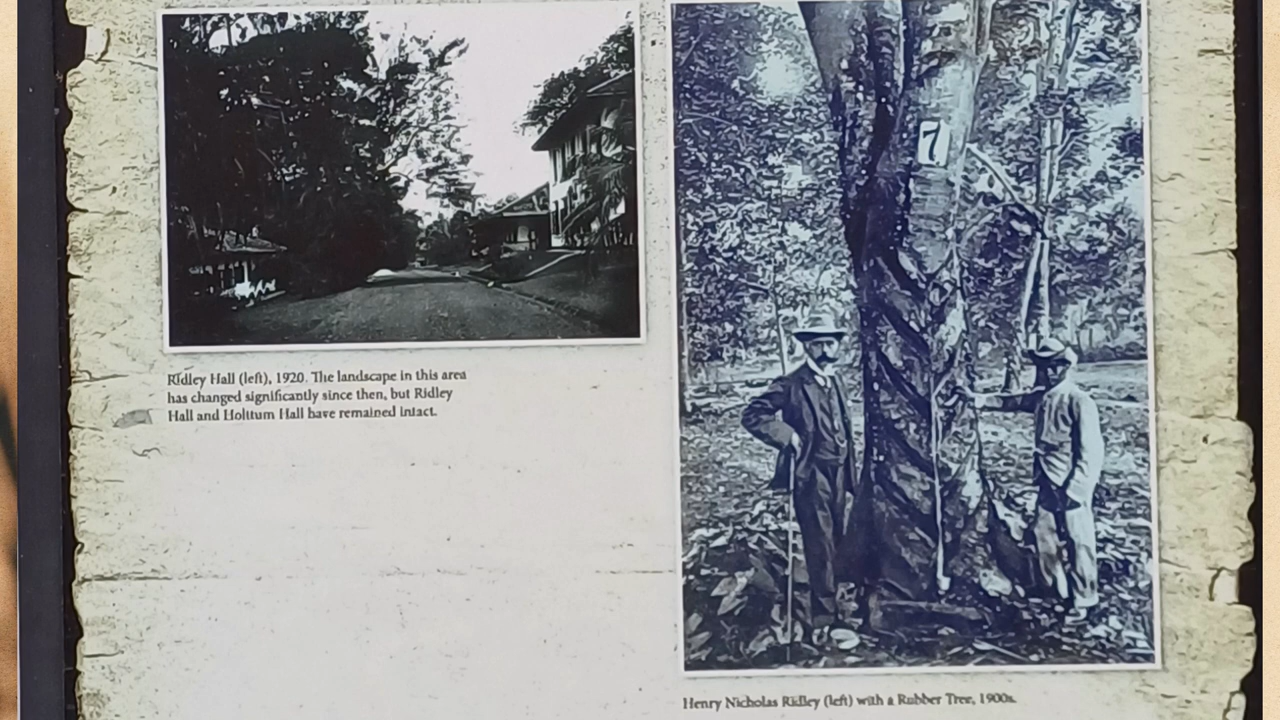 7
Ridley Hall (left), 1920. The landscape in this area
has changed significantly since then, but Ridley
Hall and Holttum Hall have remained intact.
Henry Nicholas Ridley (left) with a Rubber Tree, 1900s.